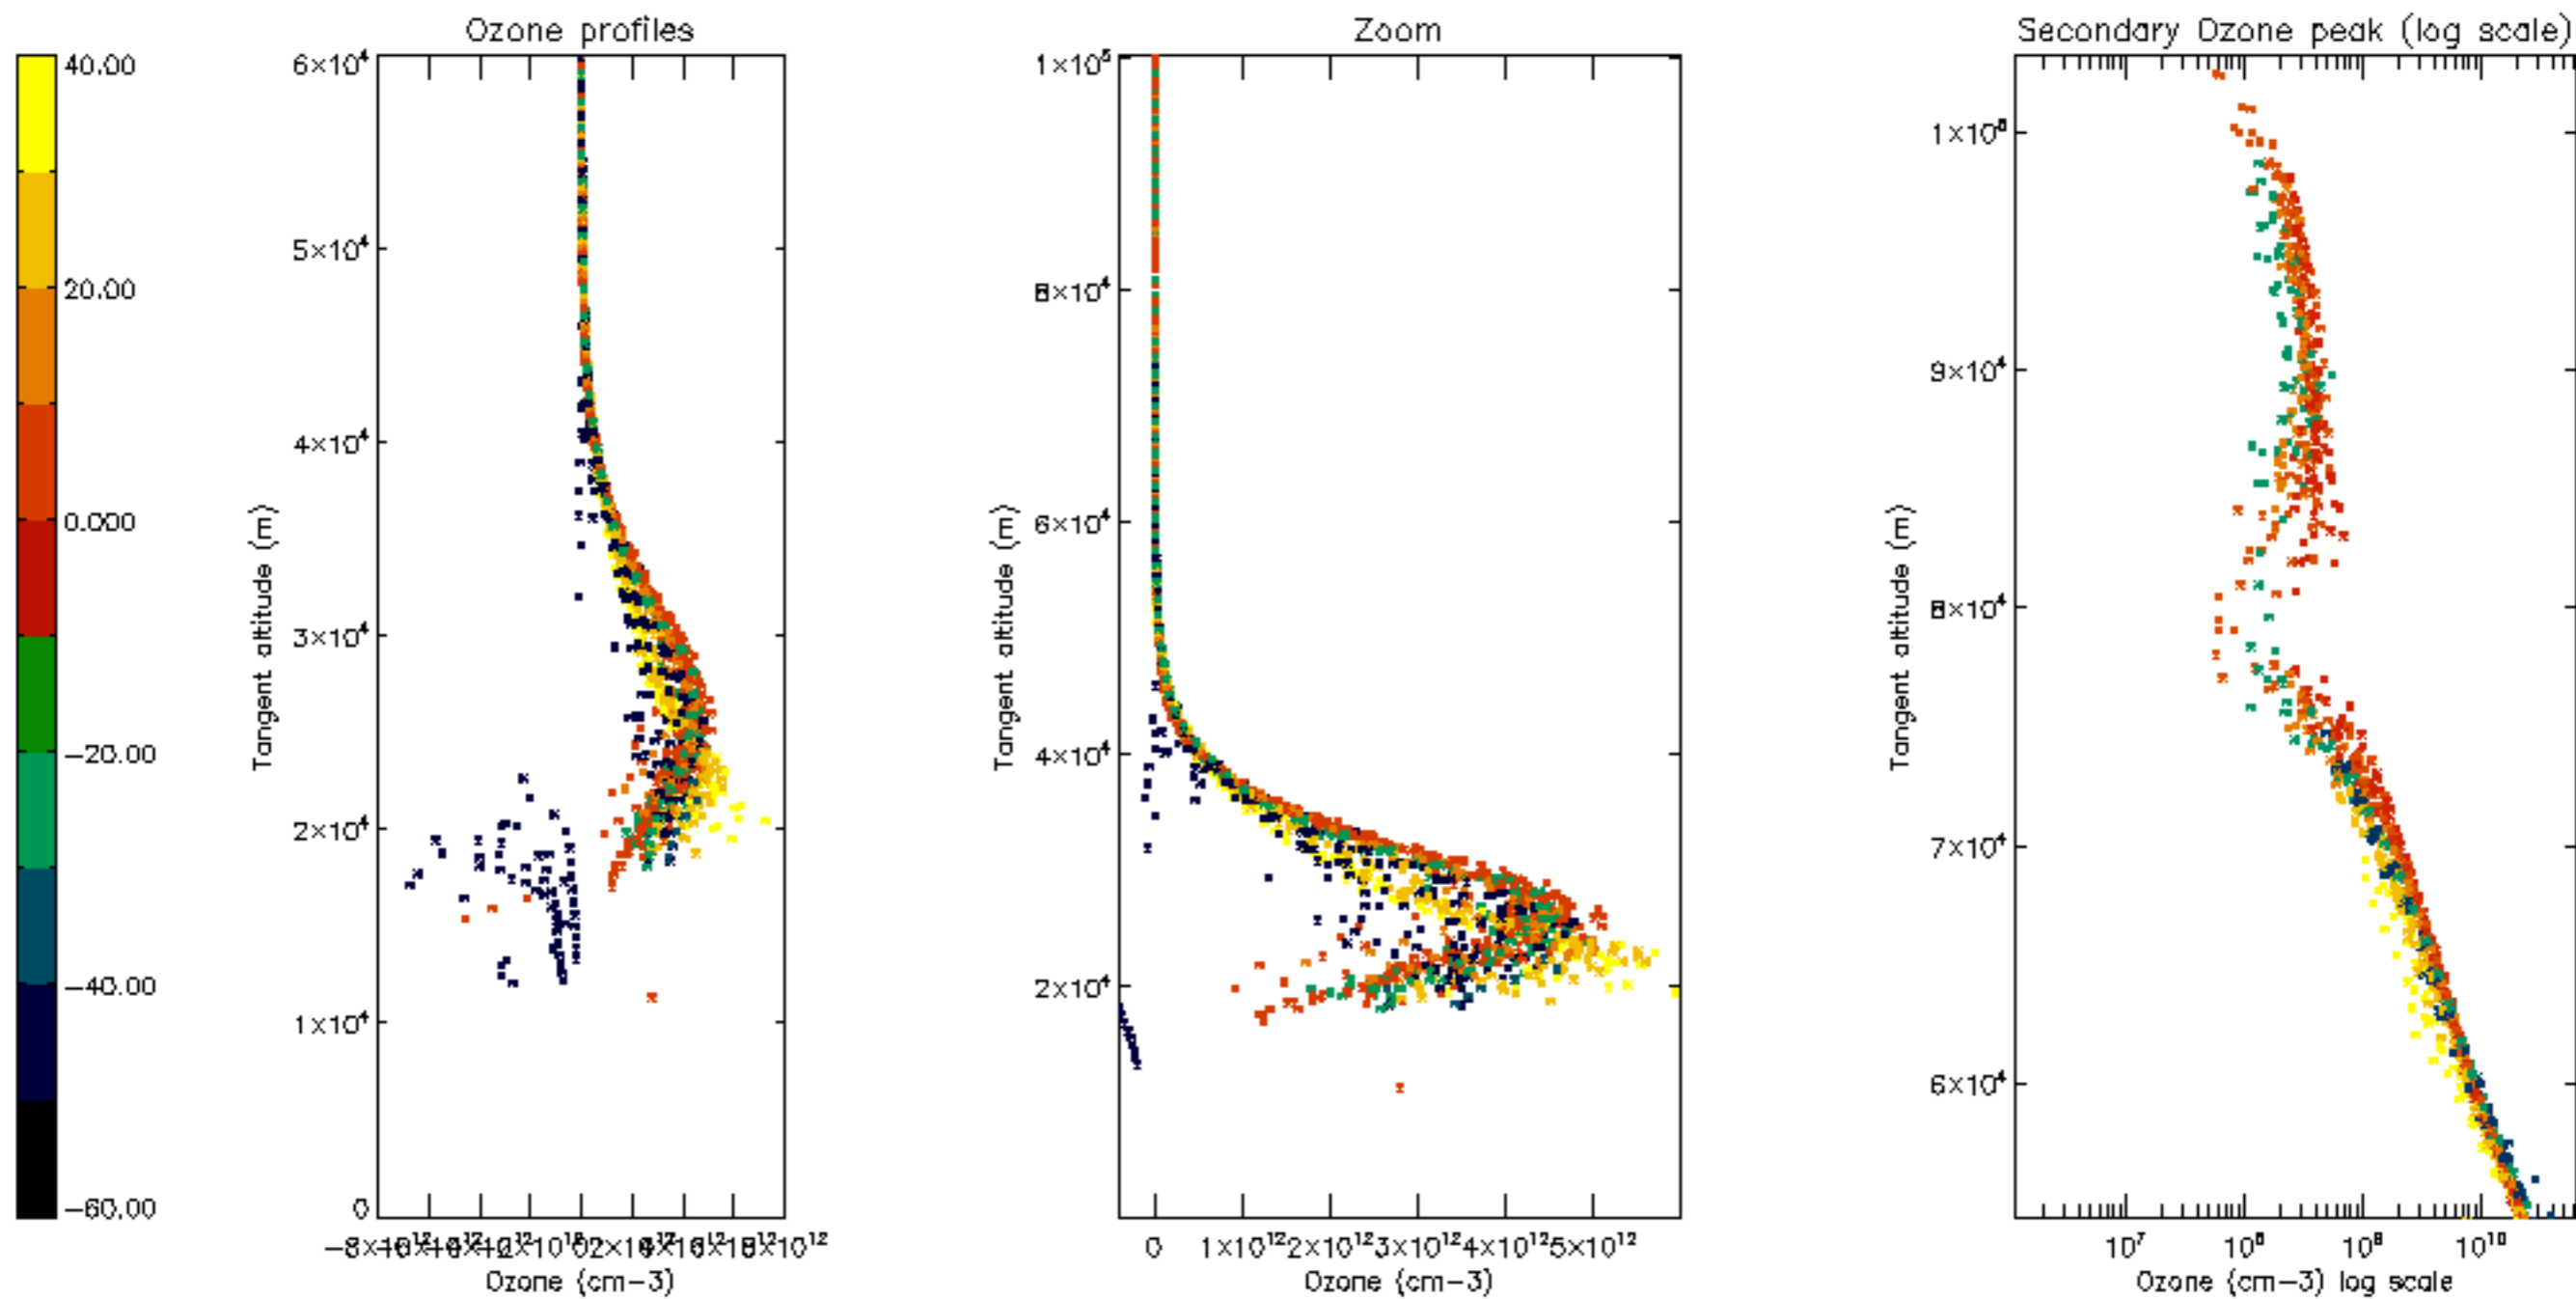 Ozone profiles
Zoom
Secondary Ozone peak (log scale)
40.00
20.00
0.000
−20.00
−40.00
−60.00
Tangent altitude (m)
6×10⁴
5×10⁴
4×10⁴
3×10⁴
2×10⁴
1×10⁴
0
Ozone (cm−3)
Tangent altitude (m)
1×10⁵
8×10⁴
6×10⁴
4×10⁴
2×10⁴
0 1×10¹² 2×10¹² 3×10¹² 4×10¹² 5×10¹²
Ozone (cm−3)
Tangent altitude (m)
9×10⁴
8×10⁴
7×10⁴
6×10⁴
10⁷ 10⁸ 10⁹ 10¹⁰
Ozone (cm−3) log scale